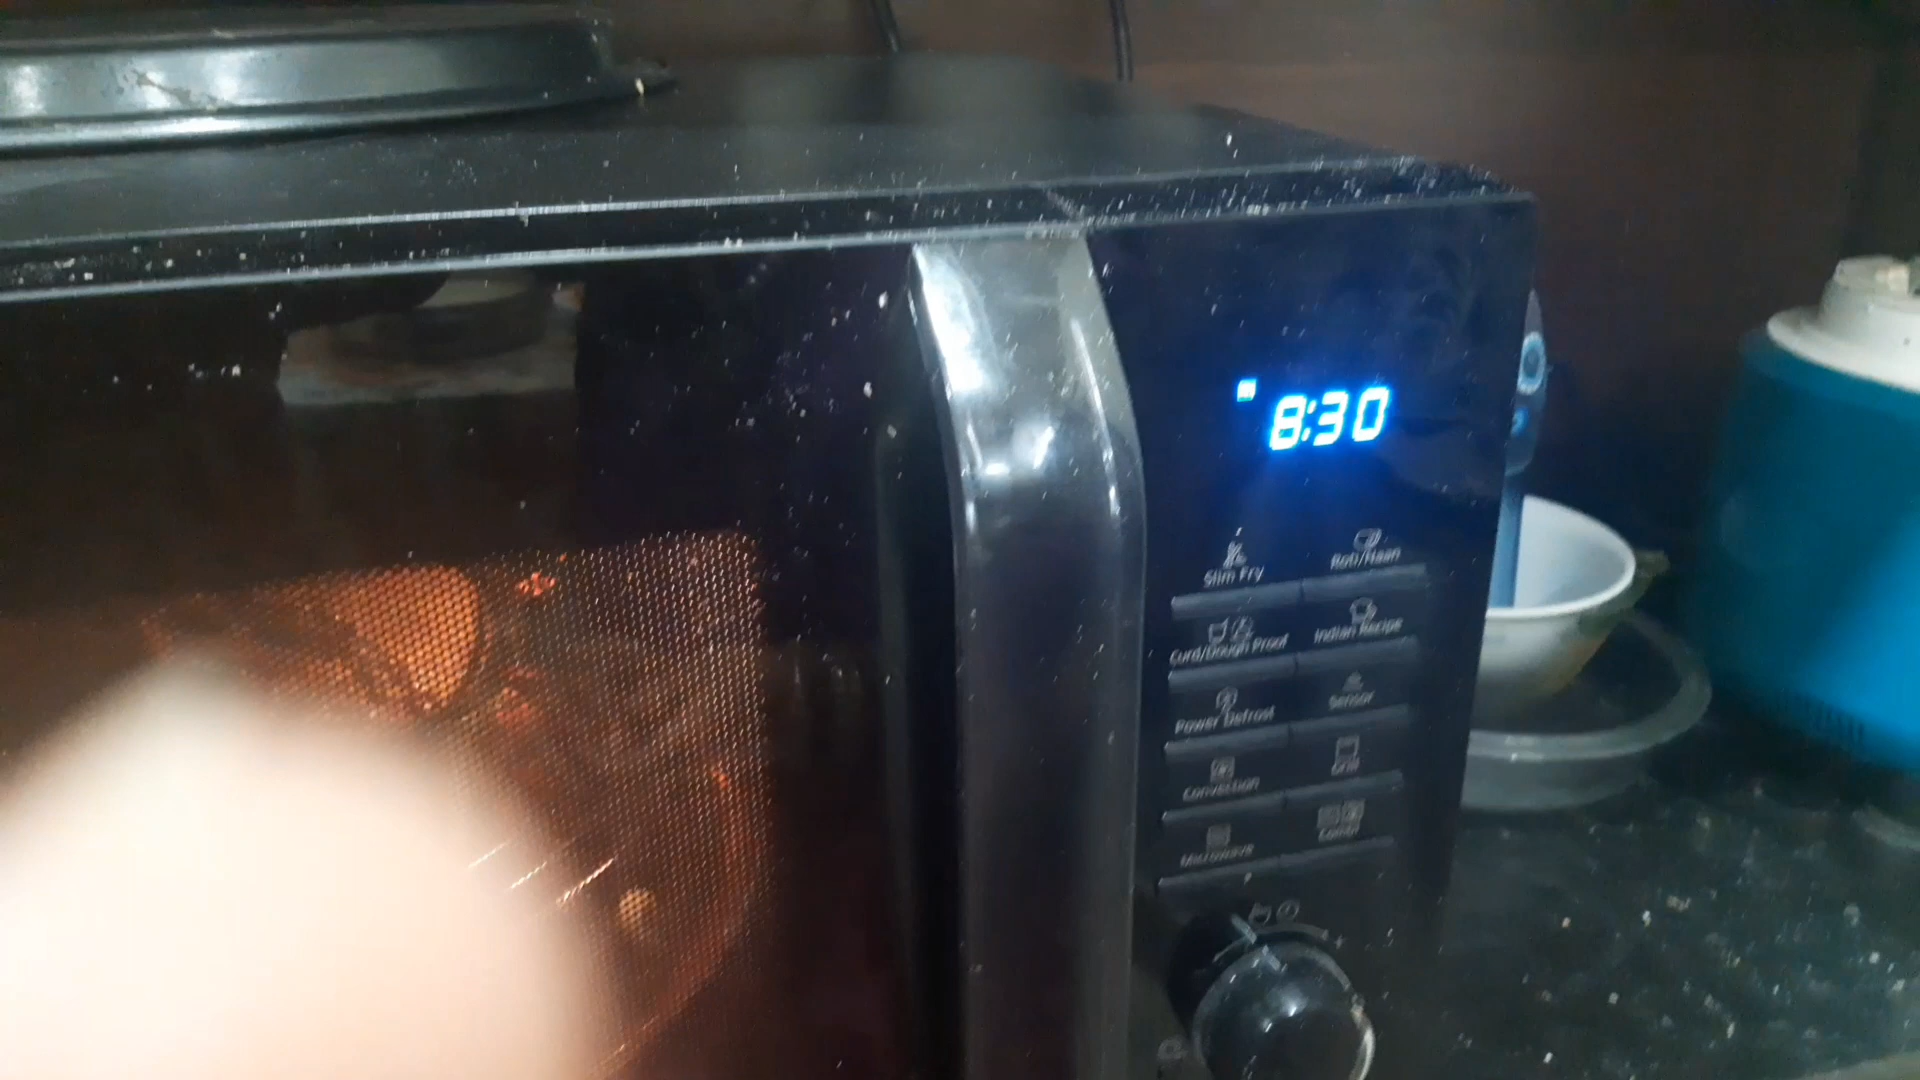 8:30
Slim Fry
Roti/Naan
Curd/Dough Proof
Indian Recipe
Power Defrost
Sensor
Convection
Grill
Microwave
Combi